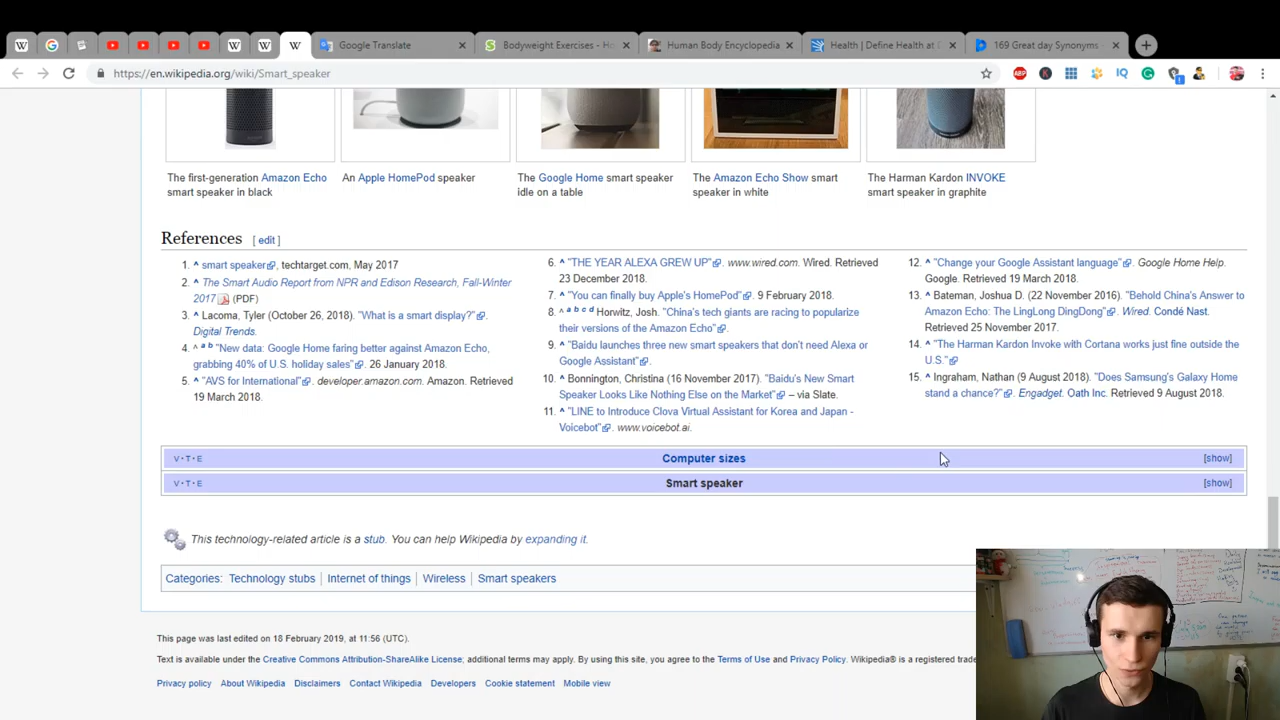 Google Translate
Bodyweight Exercises - Ho
Human Body Encyclopedia
Health | Define Health at D
169 Great day Synonyms -
https://en.wikipedia.org/wiki/Smart_speaker
The first-generation Amazon Echo
smart speaker in black
An Apple HomePod speaker
The Google Home smart speaker
idle on a table
The Amazon Echo Show smart
speaker in white
The Harman Kardon INVOKE
smart speaker in graphite
References [ edit ]
1. ^ smart speaker, techtarget.com, May 2017
2. ^ The Smart Audio Report from NPR and Edison Research, Fall-Winter
2017 (PDF)
3. ^ Lacoma, Tyler (October 26, 2018). "What is a smart display?".
Digital Trends.
4. ^ a b "New data: Google Home faring better against Amazon Echo,
grabbing 40% of U.S. holiday sales" 26 January 2018.
5. ^ "AVS for International". developer.amazon.com. Amazon. Retrieved
19 March 2018.
6. ^ "THE YEAR ALEXA GREW UP". www.wired.com. Wired. Retrieved
23 December 2018.
7. ^ "You can finally buy Apple's HomePod". 9 February 2018.
8. ^ a b c d Horwitz, Josh. "China's tech giants are racing to popularize
their versions of the Amazon Echo".
9. ^ "Baidu launches three new smart speakers that don't need Alexa or
Google Assistant".
10. ^ Bonnington, Christina (16 November 2017). "Baidu's New Smart
Speaker Looks Like Nothing Else on the Market" – via Slate.
11. ^ "LINE to Introduce Clova Virtual Assistant for Korea and Japan -
Voicebot". www.voicebot.ai.
12. ^ "Change your Google Assistant language". Google Home Help.
Google. Retrieved 19 March 2018.
13. ^ Bateman, Joshua D. (22 November 2016). "Behold China's Answer to
Amazon Echo: The LingLong DingDong". Wired. Condé Nast.
Retrieved 25 November 2017.
14. ^ "The Harman Kardon Invoke with Cortana works just fine outside the
U.S."
15. ^ Ingraham, Nathan (9 August 2018). "Does Samsung's Galaxy Home
stand a chance?". Engadget. Oath Inc. Retrieved 9 August 2018.
V · T · E Computer sizes [show]
V · T · E Smart speaker [show]
This technology-related article is a stub. You can help Wikipedia by expanding it.
Categories: Technology stubs | Internet of things | Wireless | Smart speakers
This page was last edited on 18 February 2019, at 11:56 (UTC).
Text is available under the Creative Commons Attribution-ShareAlike License; additional terms may apply. By using this site, you agree to the Terms of Use and Privacy Policy. Wikipedia® is a registered trade
Privacy policy About Wikipedia Disclaimers Contact Wikipedia Developers Cookie statement Mobile view